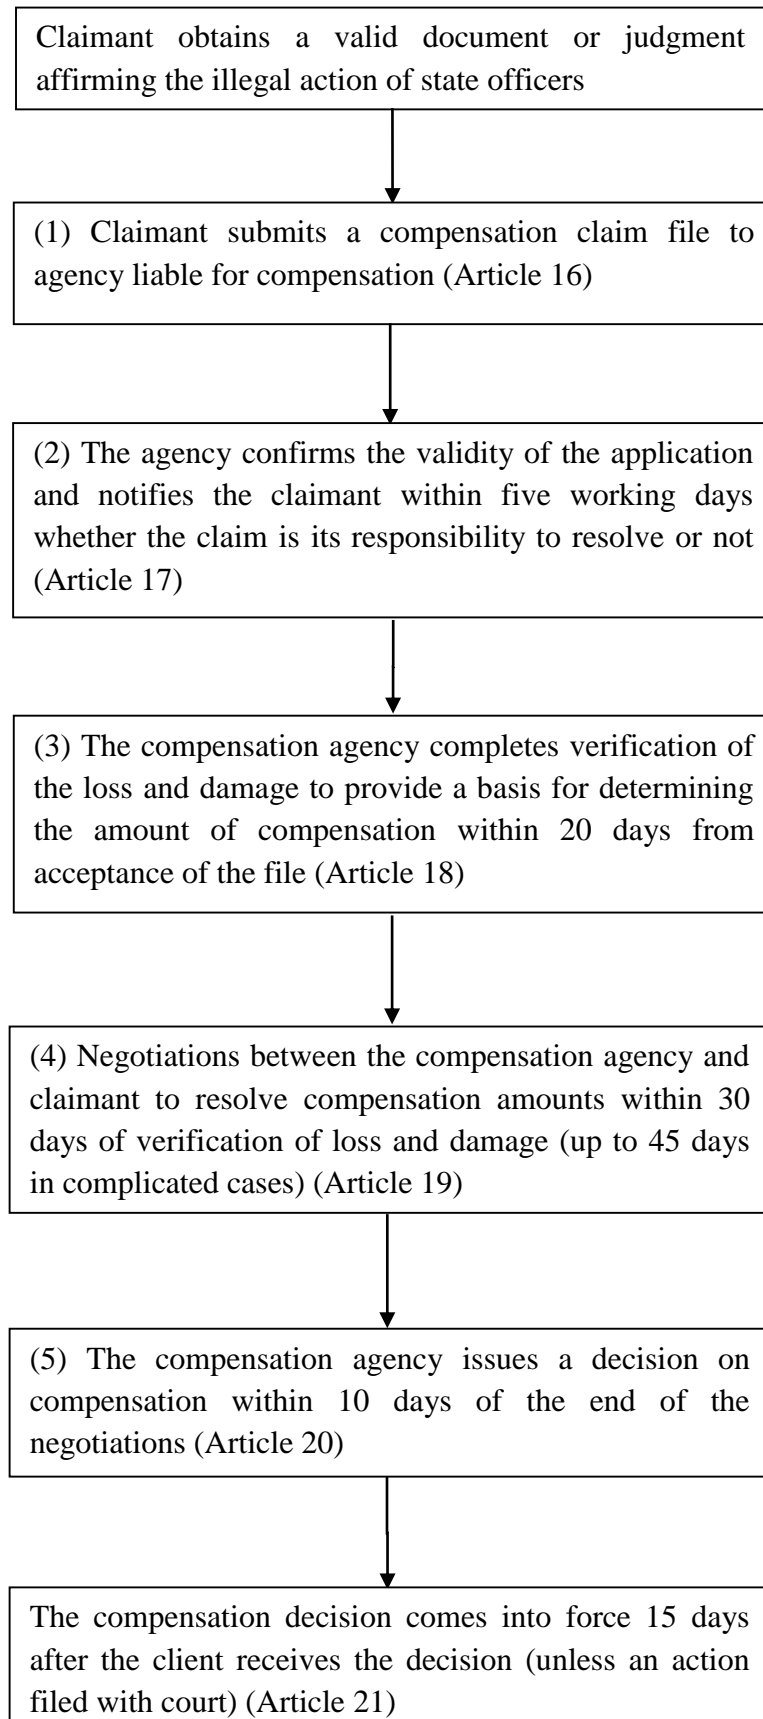 Claimant obtains a valid document or judgment
affirming the illegal action of state officers
(1) Claimant submits a compensation claim file to
agency liable for compensation (Article 16)
(2) The agency confirms the validity of the application
and notifies the claimant within five working days
whether the claim is its responsibility to resolve or not
(Article 17)
(3) The compensation agency completes verification of
the loss and damage to provide a basis for determining
the amount of compensation within 20 days from
acceptance of the file (Article 18)
(4) Negotiations between the compensation agency and
claimant to resolve compensation amounts within 30
days of verification of loss and damage (up to 45 days
in complicated cases) (Article 19)
(5) The compensation agency issues a decision on
compensation within 10 days of the end of the
negotiations (Article 20)
The compensation decision comes into force 15 days
after the client receives the decision (unless an action
filed with court) (Article 21)